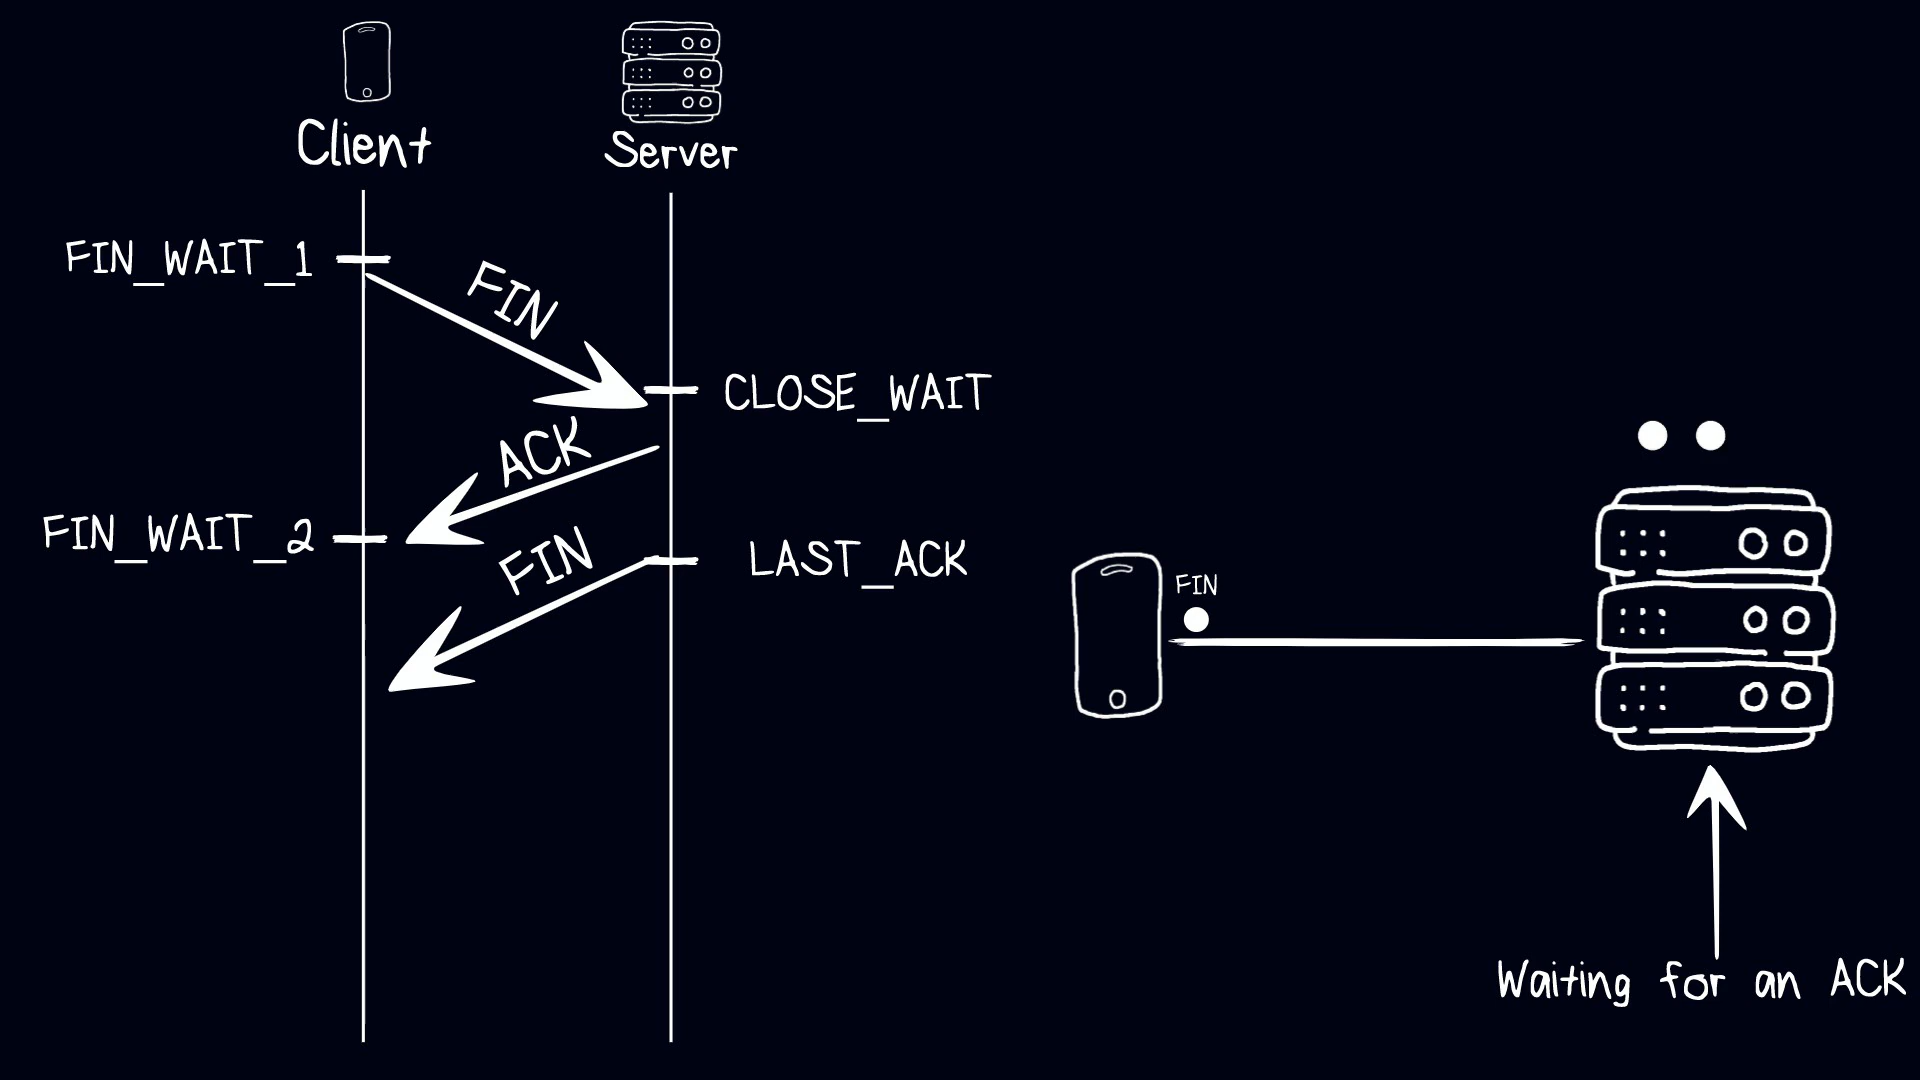 Client
Server
FIN_WAIT_1
FIN
CLOSE_WAIT
ACK
FIN_WAIT_2
FIN
LAST_ACK
FIN
Waiting for an ACK